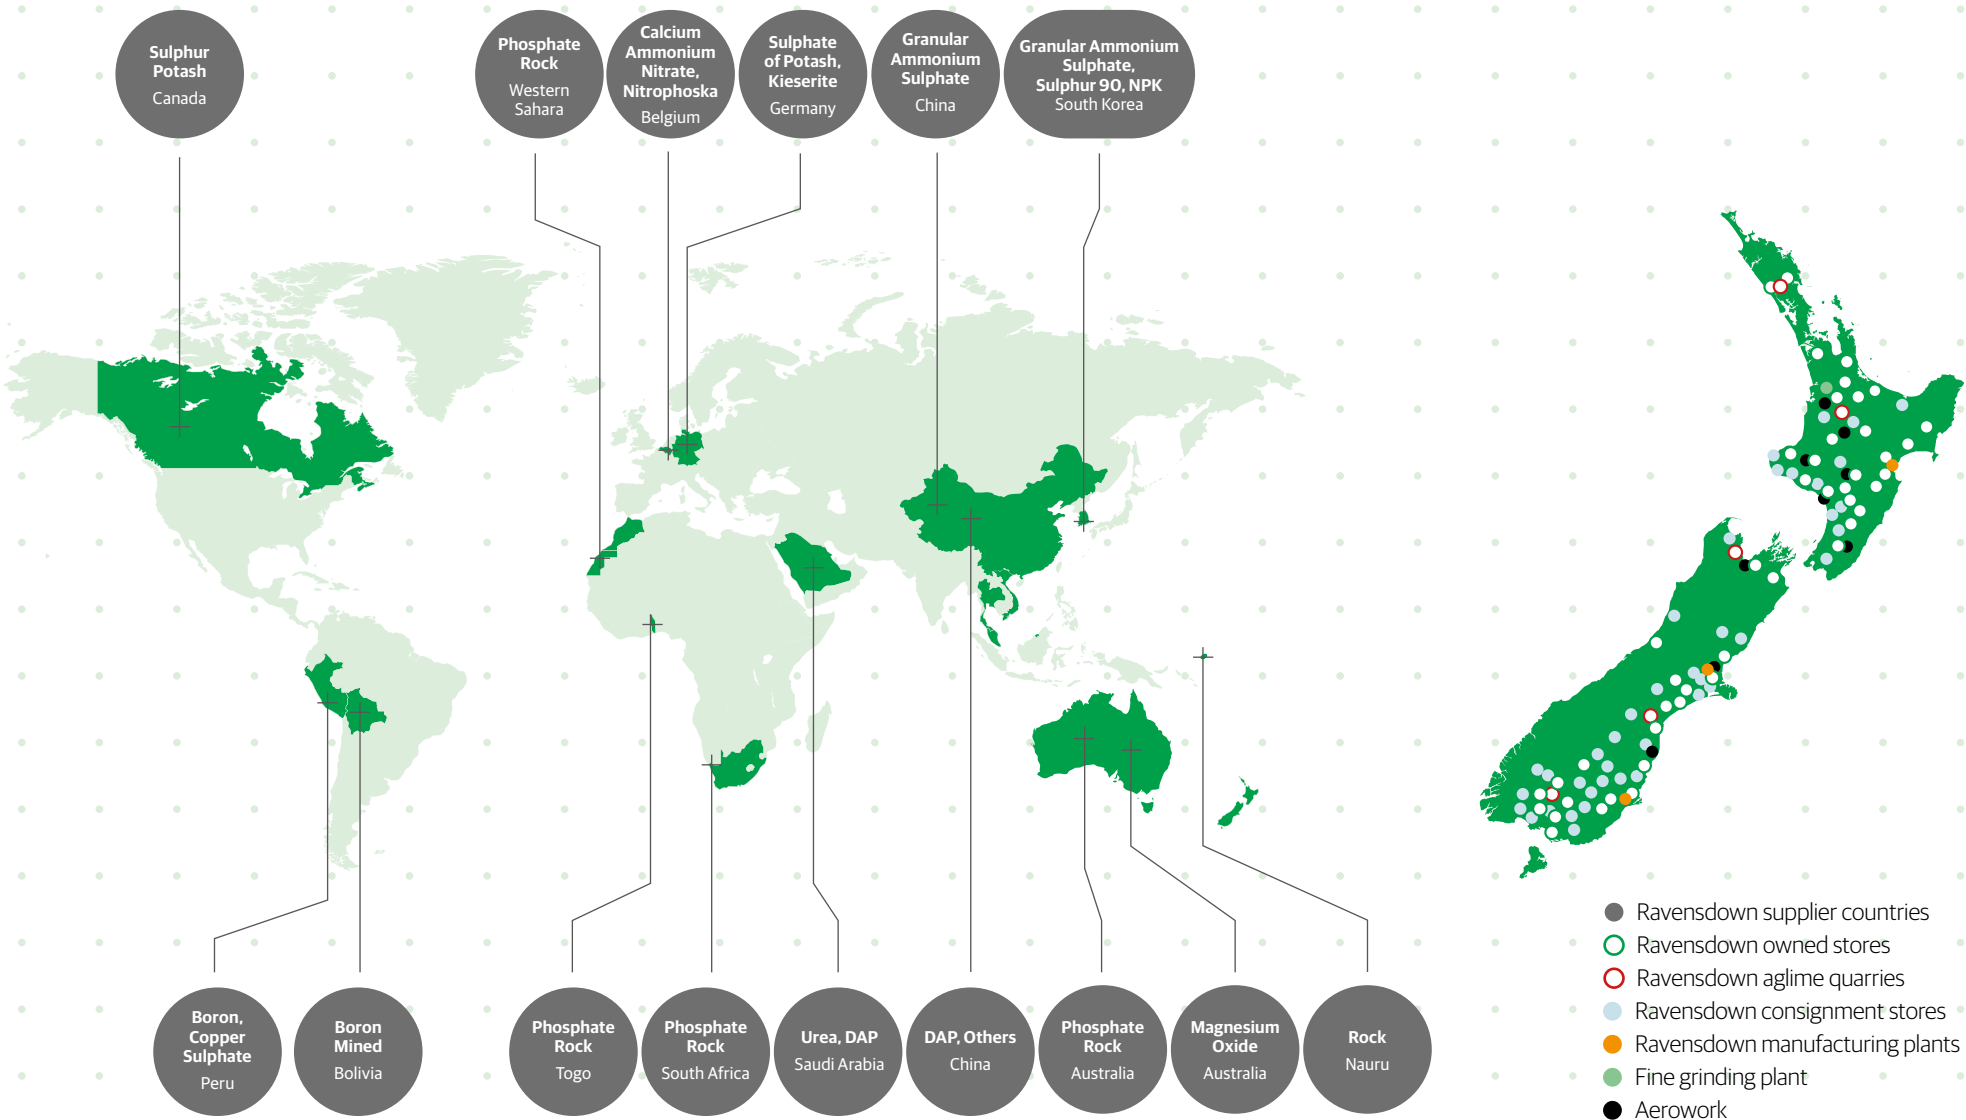 Sulphur
Potash
Canada
Phosphate
Rock
Western
Sahara
Calcium
Ammonium
Nitrate,
Nitrophoska
Belgium
Sulphate
of Potash,
Kieserite
Germany
Granular
Ammonium
Sulphate
China
Granular Ammonium
Sulphate,
Sulphur 90, NPK
South Korea
Boron,
Copper
Sulphate
Peru
Boron
Mined
Bolivia
Phosphate
Rock
Togo
Phosphate
Rock
South Africa
Urea, DAP
Saudi Arabia
DAP, Others
China
Phosphate
Rock
Australia
Magnesium
Oxide
Australia
Rock
Nauru
Ravensdown supplier countries
Ravensdown owned stores
Ravensdown aglime quarries
Ravensdown consignment stores
Ravensdown manufacturing plants
Fine grinding plant
Aerowork